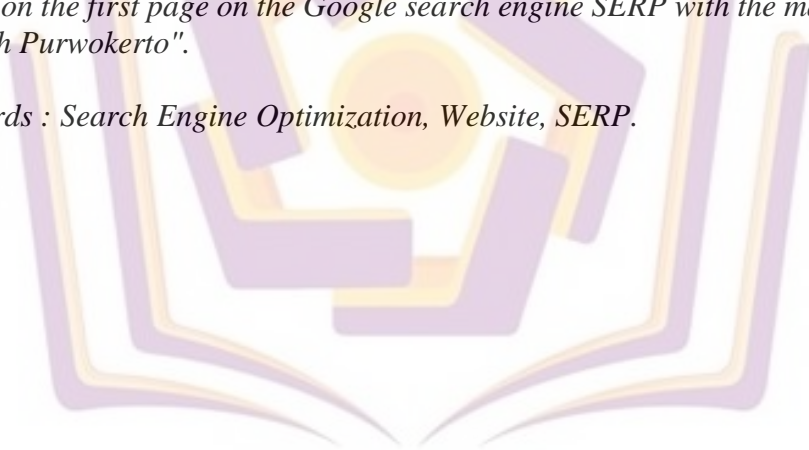 on the first page on the Google search engine SERP with the
Purwokerto".
Search Engine Optimization, Website, SERP.